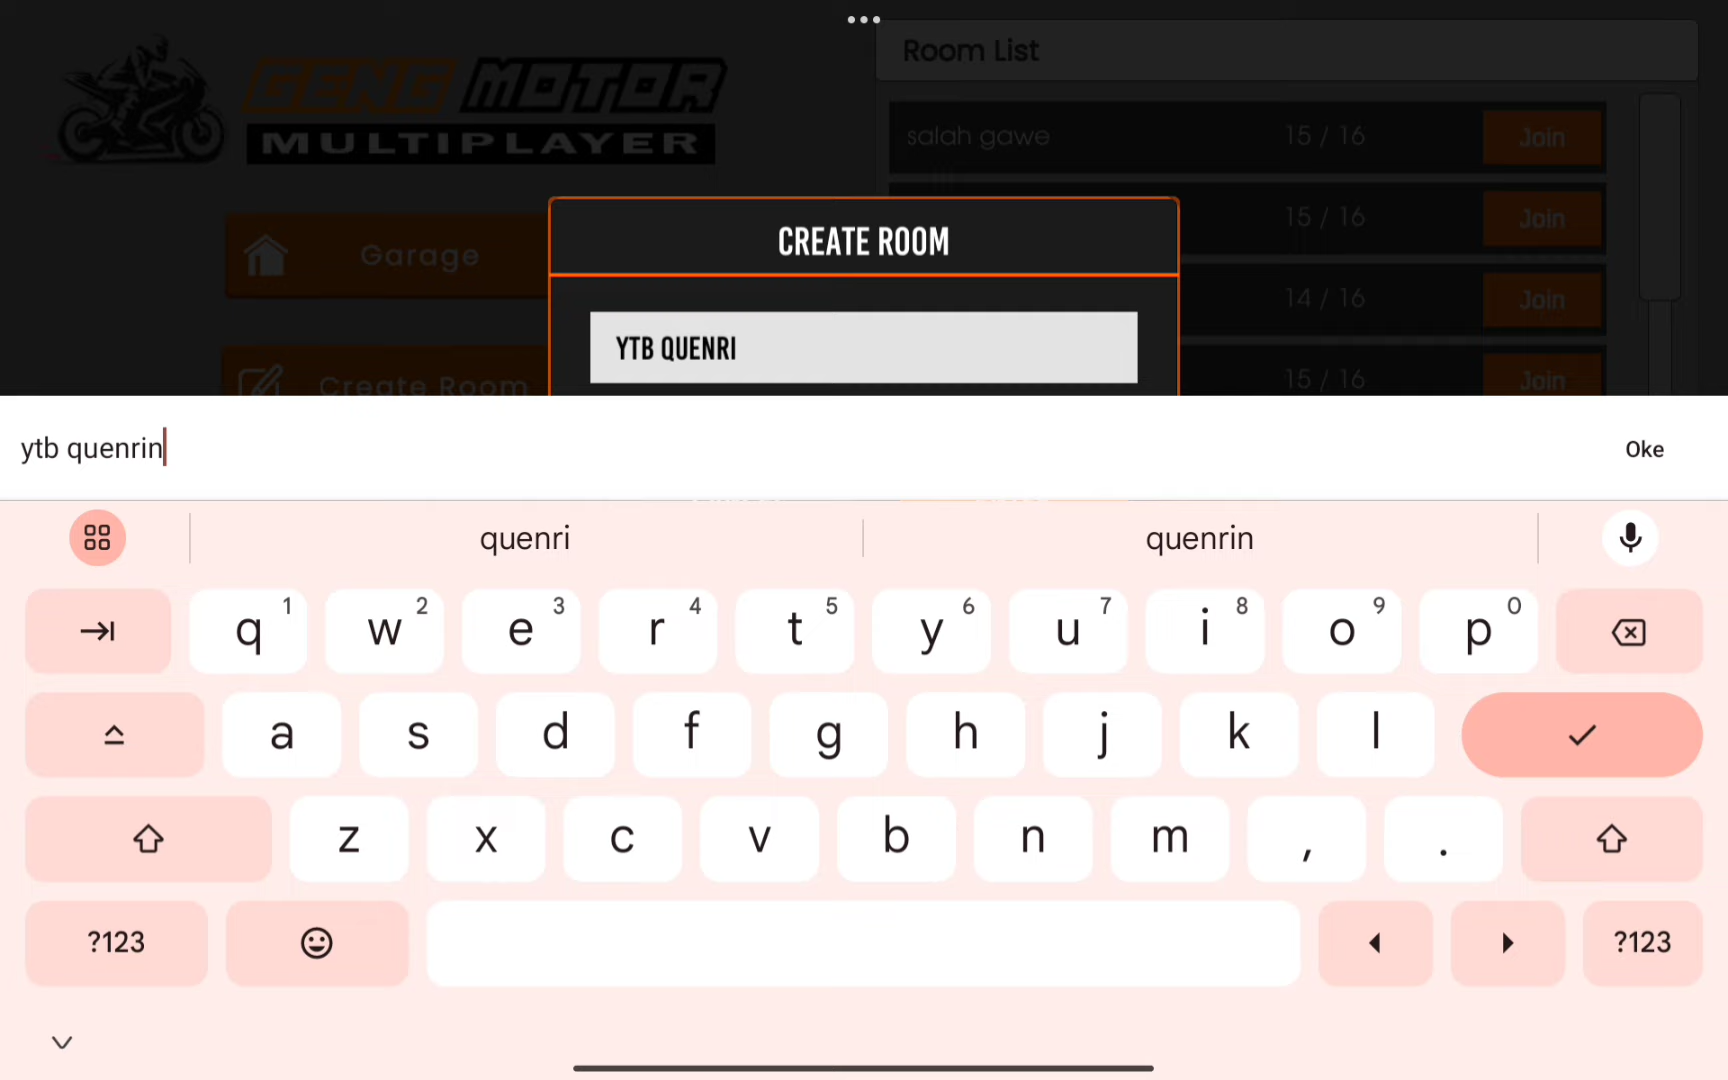 GENG MOTOR
MULTIPLAYER
Room List
salah gawe 15 / 16 Join
15 / 16 Join
14 / 16 Join
15 / 16 Join
Garage
Create Room
CREATE ROOM
YTB QUENRI
ytb quenrin
Oke
quenri quenrin
q 1 w 2 e 3 r 4 t 5 y 6 u 7 i 8 o 9 p 0
a s d f g h j k l
z x c v b n m , .
?123 ?123